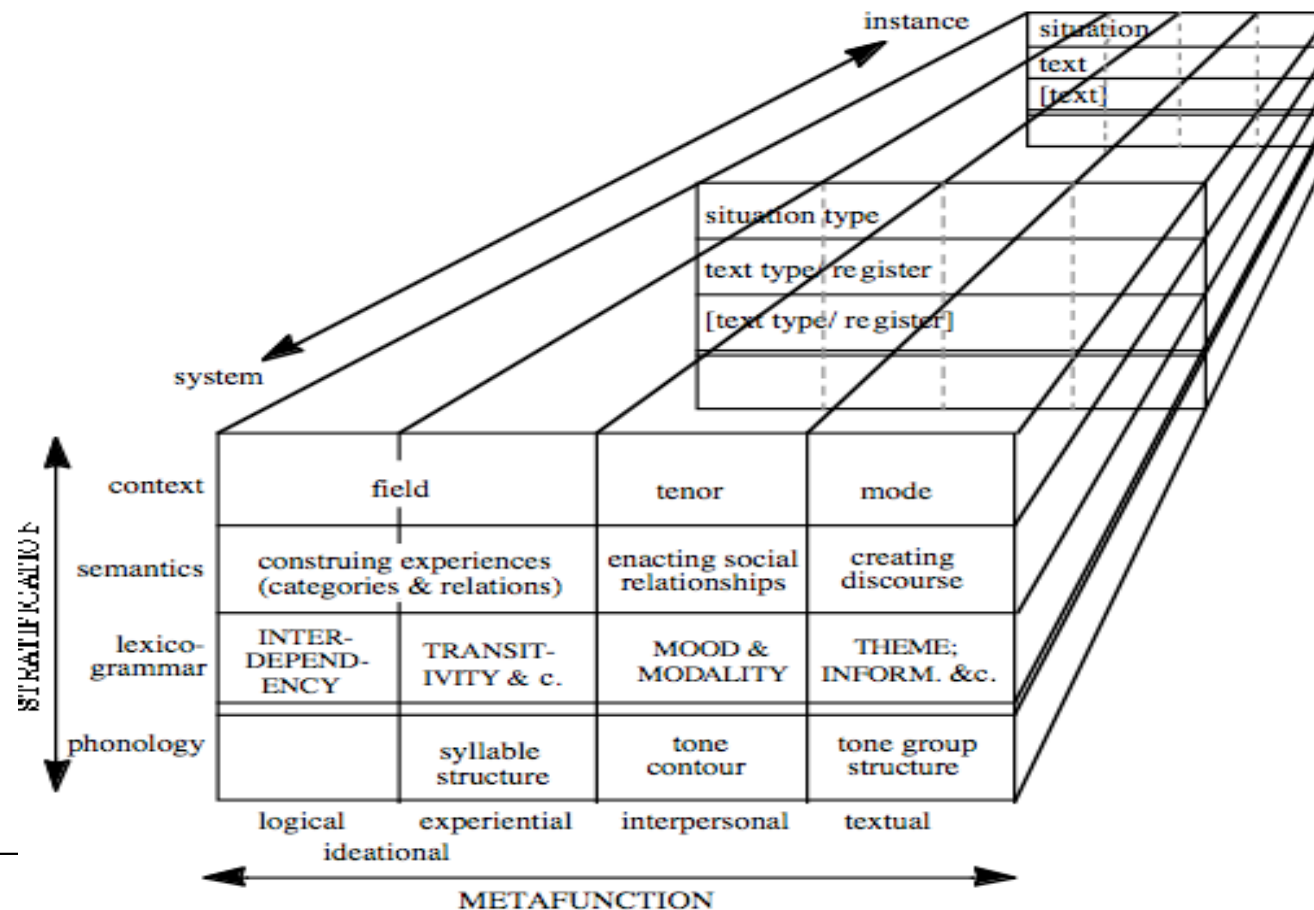 instance
situation
text
[text]
situation type
text type/ register
[text type/ register]
system
context
field
tenor
mode
semantics
construing experiences
(categories & relations)
enacting social
relationships
creating
discourse
lexico-
grammar
INTER-
DEPEND-
ENCY
TRANSIT-
IVITY & c.
MOOD &
MODALITY
THEME;
INFORM. &c.
phonology
syllable
structure
tone
contour
tone group
structure
STRATIFICATION
logical
experiential
interpersonal
textual
ideational
METAFUNCTION